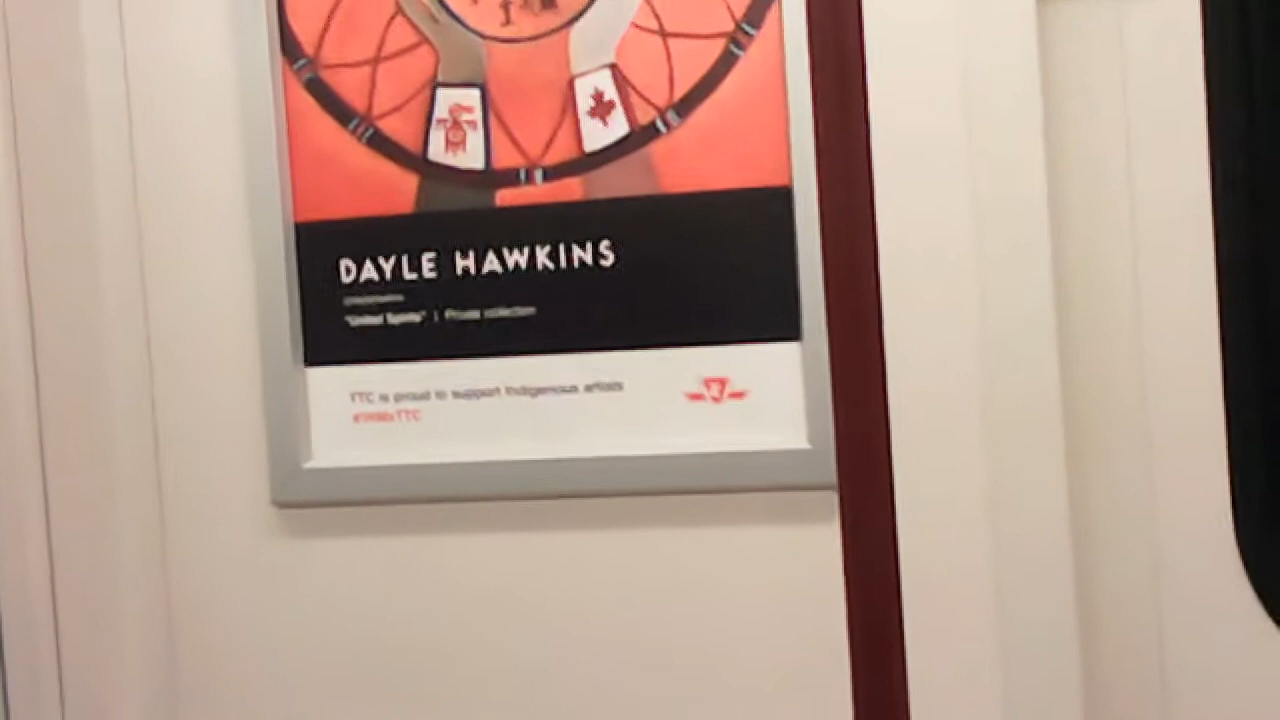 DAYLE HAWKINS
"United Spirits" | Private collection
TTC is proud to support Indigenous artists